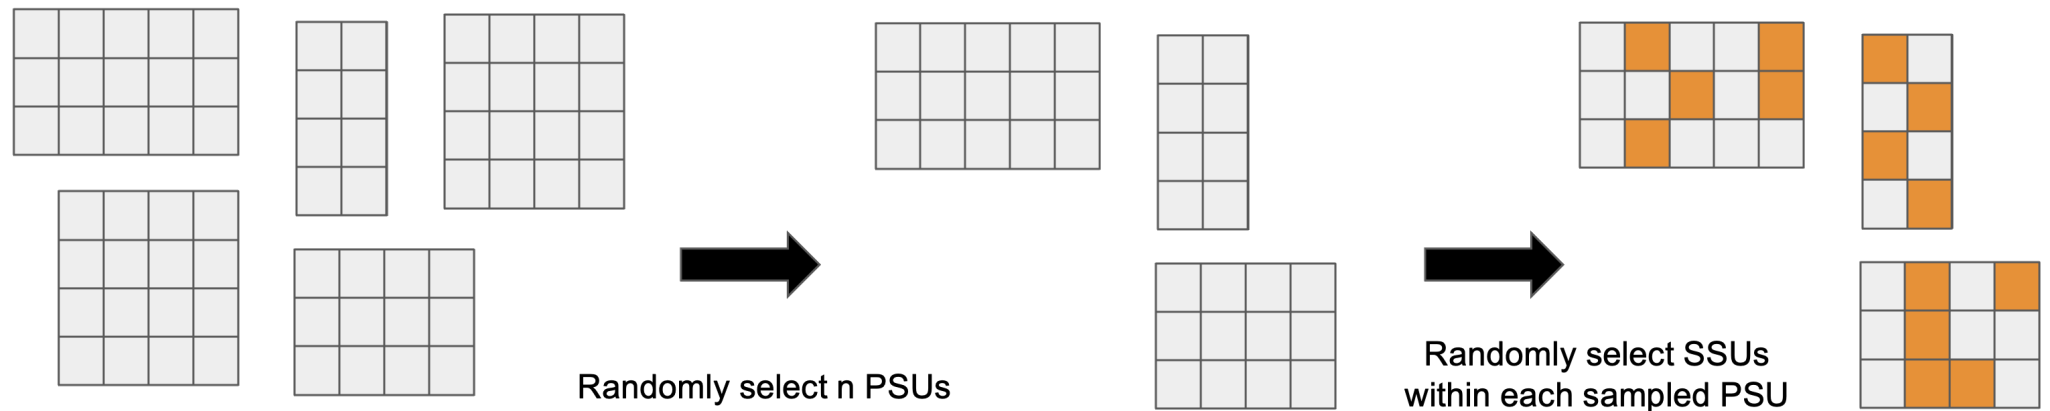 Randomly select n PSUs
Randomly select SSUs
within each sampled PSU